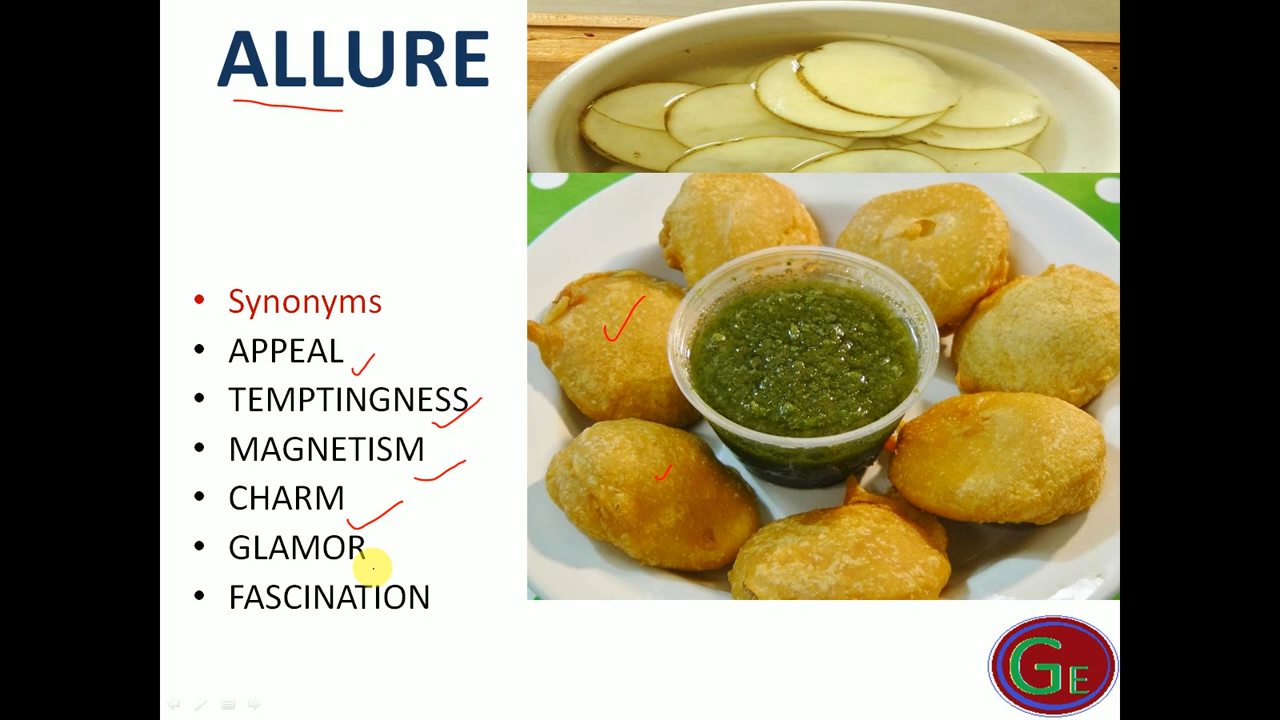 ALLURE
• Synonyms
• APPEAL
• TEMPTINGNESS
• MAGNETISM
• CHARM
• GLAMOR
• FASCINATION
GE